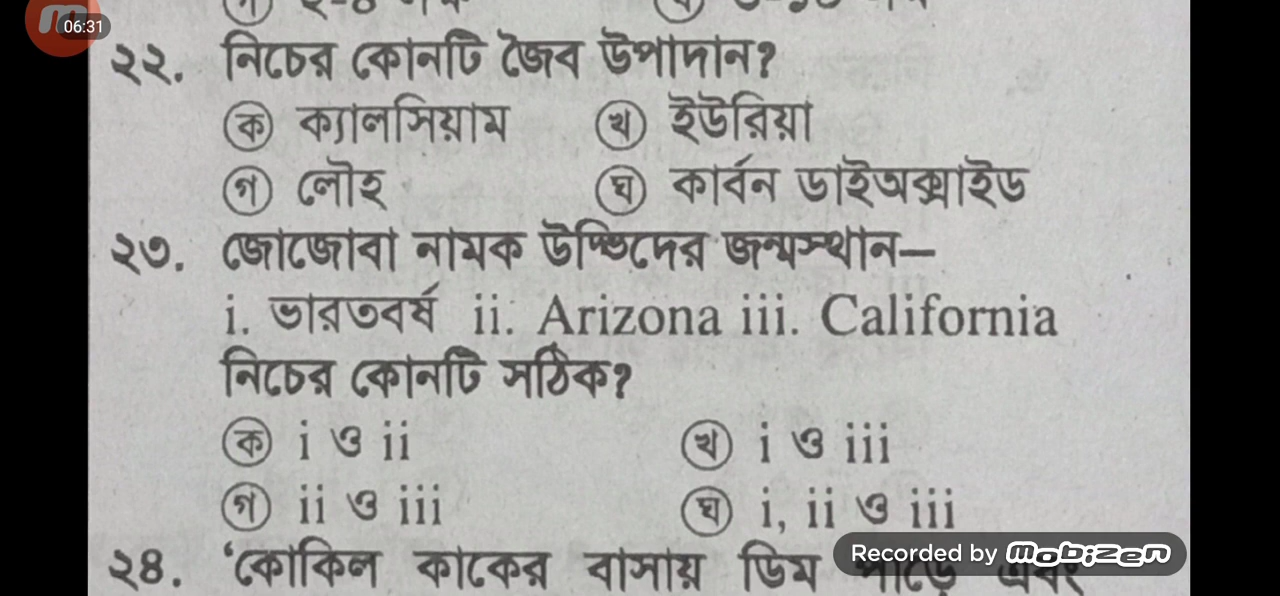 06:31
২২. নিচের কোনটি জৈব উপাদান?
ক ক্যালসিয়াম খ ইউরিয়া
গ লৌহ ঘ কার্বন ডাইঅক্সাইড
২৩. জোজোবা নামক উদ্ভিদের জন্মস্থান—
i. ভারতবর্ষ ii. Arizona iii. California
নিচের কোনটি সঠিক?
ক i ও ii খ i ও iii
গ ii ও iii ঘ i, ii ও iii
২৪. ‘কোকিল কাকের বাসায় ডিম পাড়ে এবং
Recorded by mobizen